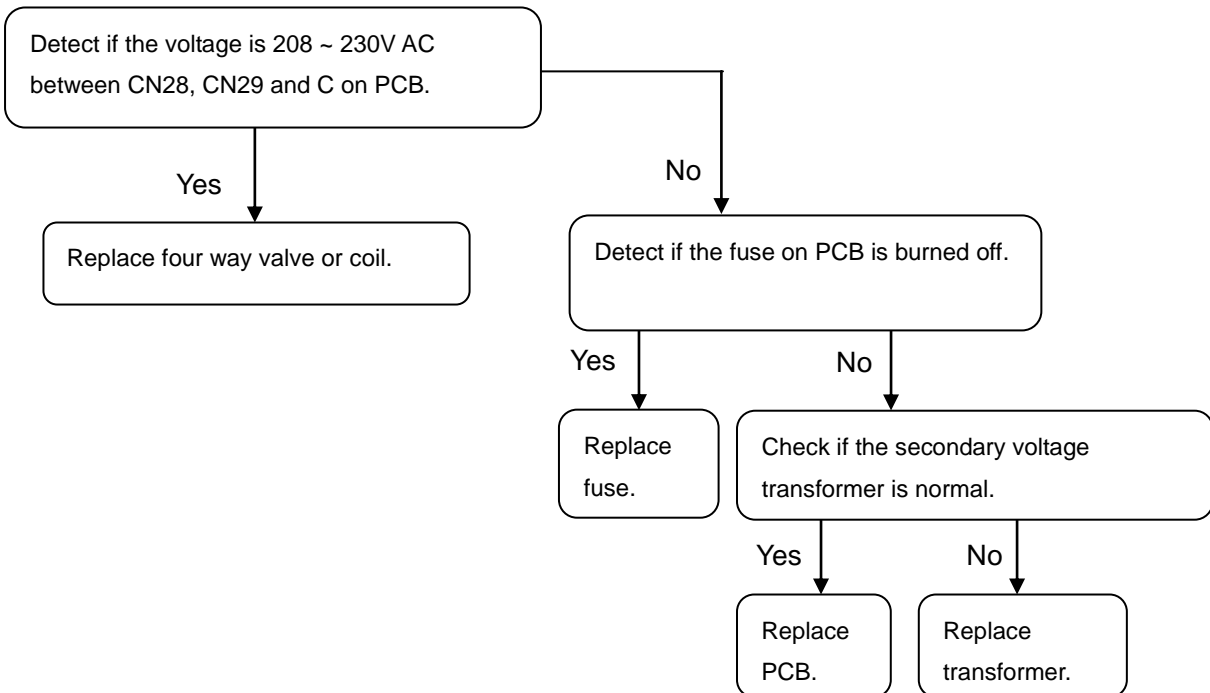 Detect if the voltage is 208 ~ 230V AC
between CN28, CN29 and C on PCB.
Yes
No
Replace four way valve or coil.
Detect if the fuse on PCB is burned off.
Yes
No
Replace
fuse.
Check if the secondary voltage
transformer is normal.
Yes
No
Replace
PCB.
Replace
transformer.